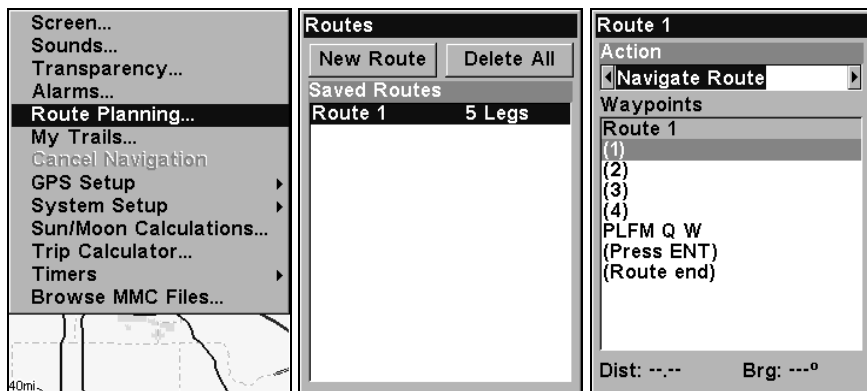 Screen...
Sounds...
Transparency...
Alarms...
Route Planning...
My Trails...
Cancel Navigation
GPS Setup
System Setup
Sun/Moon Calculations...
Trip Calculator...
Timers
Browse MMC Files...
40mi
Routes
New Route Delete All
Saved Routes
Route 1 5 Legs
Route 1
Action
Navigate Route
Waypoints
Route 1
(1)
(2)
(3)
(4)
PLFM Q W
(Press ENT)
(Route end)
Dist: --.-- Brg: ---º